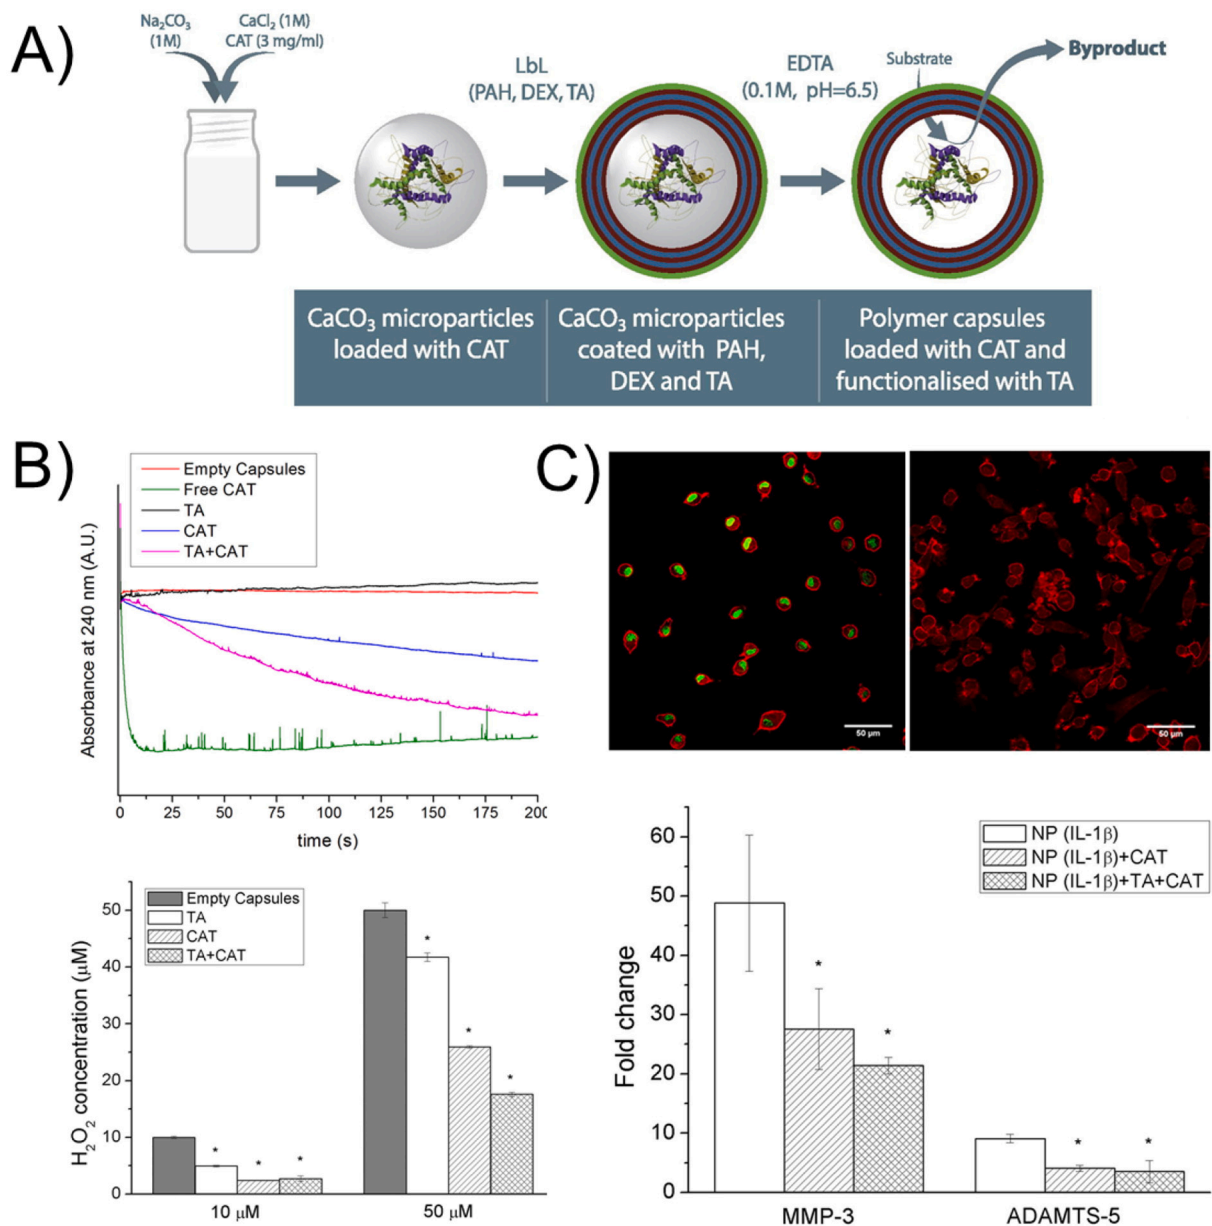 A)
Na₂CO₃
(1M)
CaCl₂ (1M)
CAT (3 mg/ml)
LbL
(PAH, DEX, TA)
EDTA
(0.1M, pH=6.5)
Substrate
Byproduct
CaCO₃ microparticles
loaded with CAT
CaCO₃ microparticles
coated with PAH,
DEX and TA
Polymer capsules
loaded with CAT and
functionalised with TA
B)
Empty Capsules
Free CAT
TA
CAT
TA+CAT
Absorbance at 240 nm (A.U.)
0 25 50 75 100 125 150 175 200
time (s)
Empty Capsules
TA
CAT
TA+CAT
H₂O₂ concentration (μM)
50
40
30
20
10
0
* * *
* * *
10 μM 50 μM
C)
50 μm
50 μm
NP (IL-1β)
NP (IL-1β)+CAT
NP (IL-1β)+TA+CAT
Fold change
60
50
40
30
20
10
0
* *
* *
MMP-3 ADAMTS-5